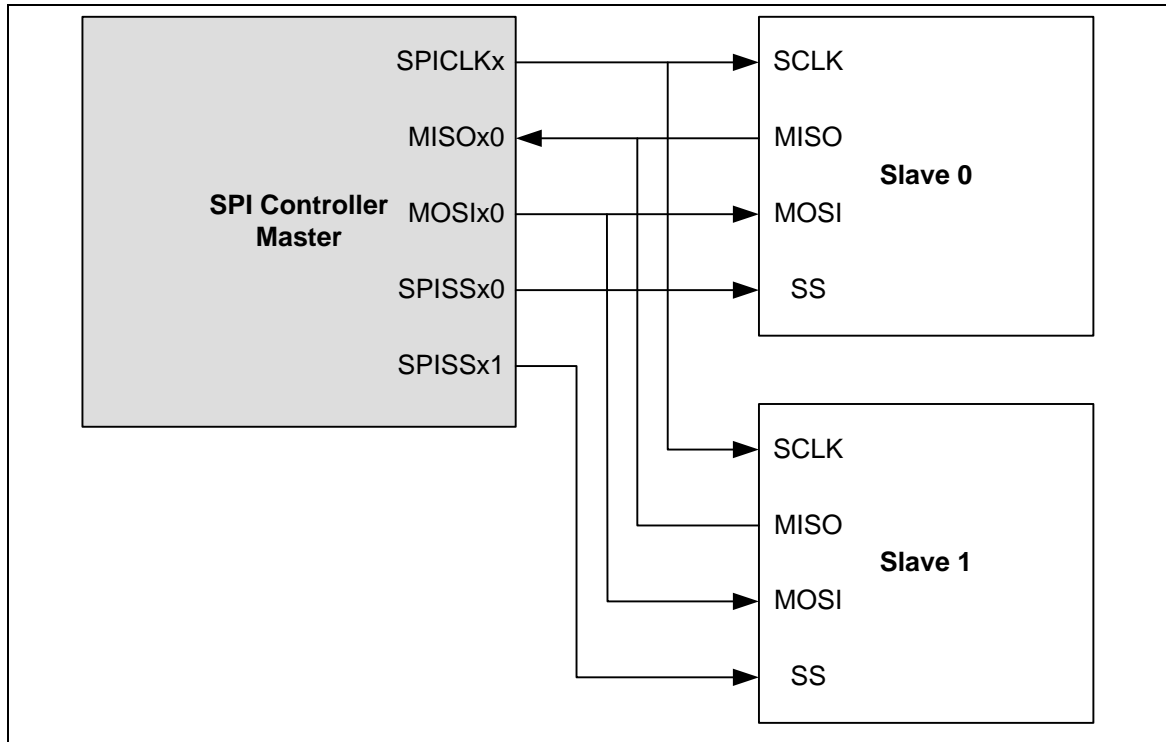 SPICLKx
MISOx0
SPI Controller
Master
MOSIx0
SPISSx0
SPISSx1
SCLK
MISO
Slave 0
MOSI
SS
SCLK
MISO
Slave 1
MOSI
SS